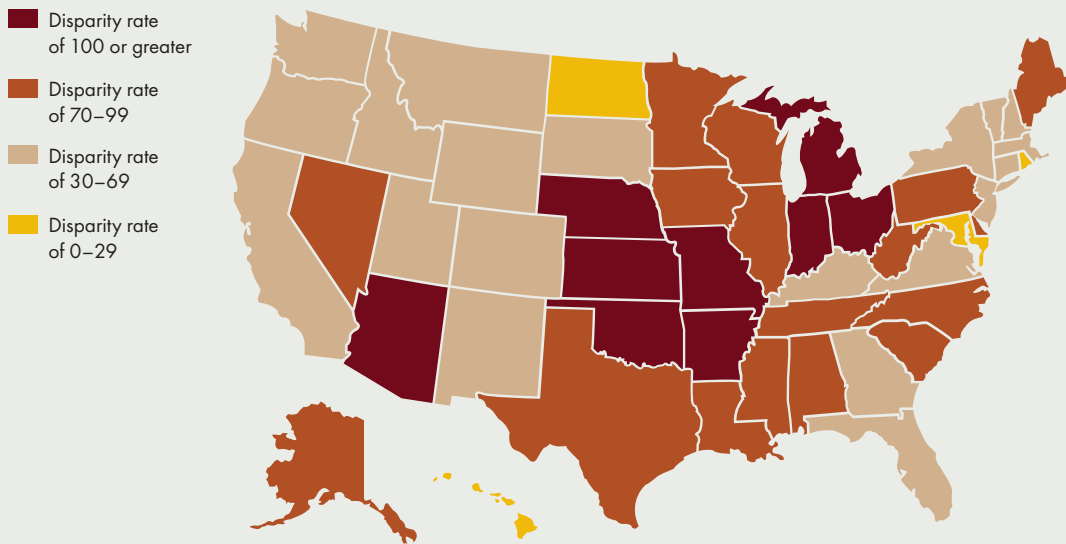 Disparity rate
of 100 or greater
Disparity rate
of 70–99
Disparity rate
of 30–69
Disparity rate
of 0–29